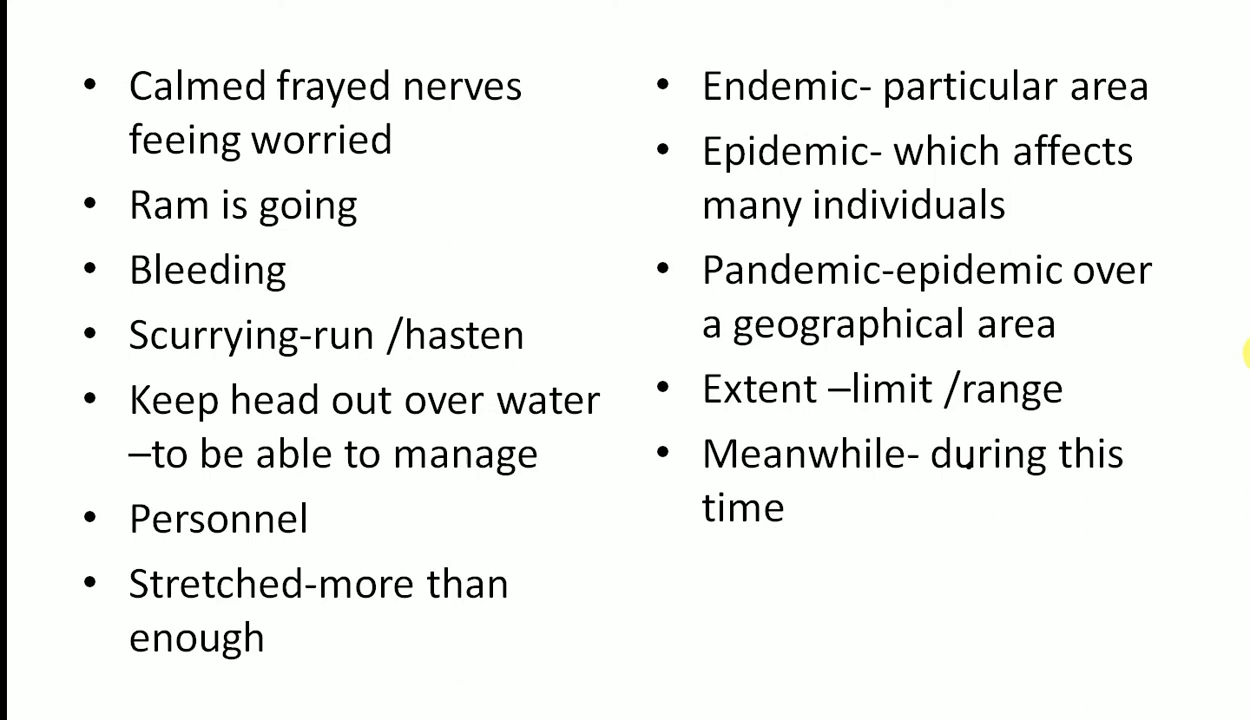 • Calmed frayed nerves
feeing worried
• Ram is going
• Bleeding
• Scurrying-run /hasten
• Keep head out over water
–to be able to manage
• Personnel
• Stretched-more than
enough
• Endemic- particular area
• Epidemic- which affects
many individuals
• Pandemic-epidemic over
a geographical area
• Extent –limit /range
• Meanwhile- during this
time